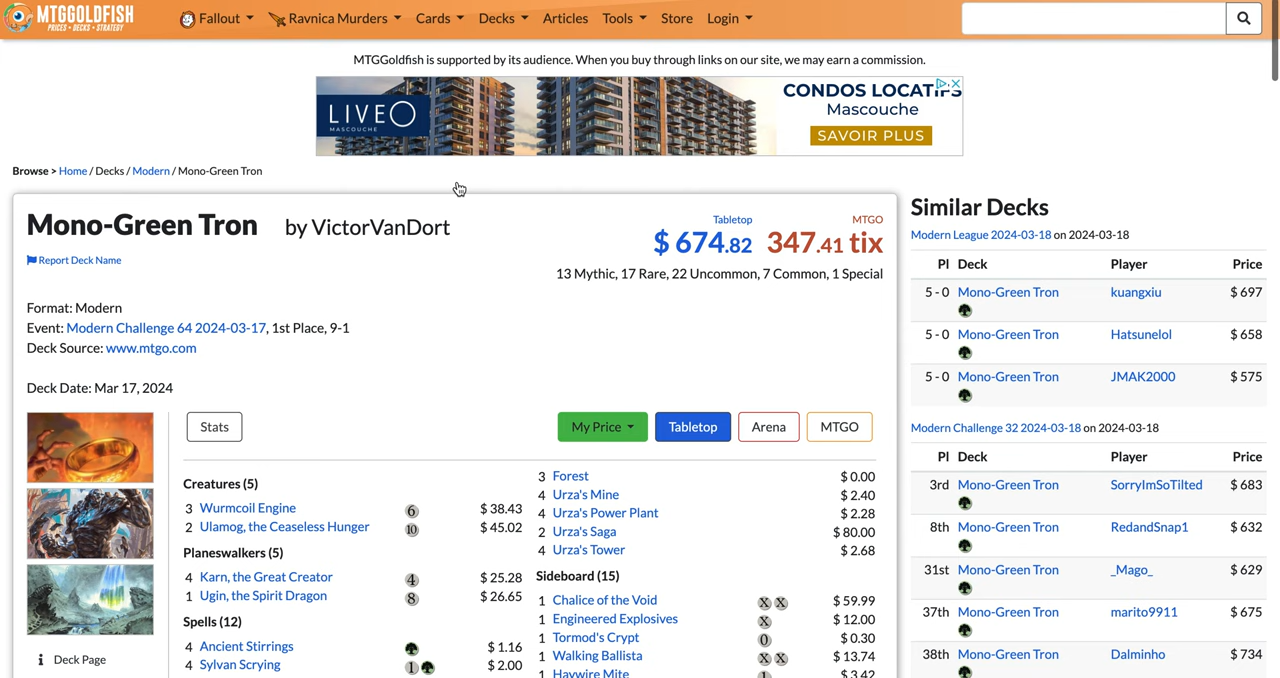 MTGGOLDFISH
PRICES • DECKS • STRATEGY
Fallout
Ravnica Murders
Cards
Decks
Articles
Tools
Store
Login
MTGGoldfish is supported by its audience. When you buy through links on our site, we may earn a commission.
LIVEO
MASCOUCHE
CONDOS LOCATIFS
Mascouche
SAVOIR PLUS
Browse > Home / Decks / Modern / Mono-Green Tron
Mono-Green Tron by VictorVanDort
Tabletop
$ 674.82
MTGO
347.41 tix
13 Mythic, 17 Rare, 22 Uncommon, 7 Common, 1 Special
Report Deck Name
Format: Modern
Event: Modern Challenge 64 2024-03-17, 1st Place, 9-1
Deck Source: www.mtgo.com
Deck Date: Mar 17, 2024
Deck Page
Stats
My Price
Tabletop
Arena
MTGO
Creatures (5)
3 Wurmcoil Engine 6 $ 38.43
2 Ulamog, the Ceaseless Hunger 10 $ 45.02
Planeswalkers (5)
4 Karn, the Great Creator 4 $ 25.28
1 Ugin, the Spirit Dragon 8 $ 26.65
Spells (12)
4 Ancient Stirrings $ 1.16
4 Sylvan Scrying 1 $ 2.00
3 Forest $ 0.00
4 Urza's Mine $ 2.40
4 Urza's Power Plant $ 2.28
2 Urza's Saga $ 80.00
4 Urza's Tower $ 2.68
Sideboard (15)
1 Chalice of the Void X X $ 59.99
1 Engineered Explosives X $ 12.00
1 Tormod's Crypt 0 $ 0.30
1 Walking Ballista X X $ 13.74
1 Haywire Mite 1 $ 3.42
Similar Decks
Modern League 2024-03-18 on 2024-03-18
Pl Deck Player Price
5 - 0 Mono-Green Tron kuangxiu $ 697
5 - 0 Mono-Green Tron Hatsunelol $ 658
5 - 0 Mono-Green Tron JMAK2000 $ 575
Modern Challenge 32 2024-03-18 on 2024-03-18
Pl Deck Player Price
3rd Mono-Green Tron SorryImSoTilted $ 683
8th Mono-Green Tron RedandSnap1 $ 632
31st Mono-Green Tron _Mago_ $ 629
37th Mono-Green Tron marito9911 $ 675
38th Mono-Green Tron Dalminho $ 734